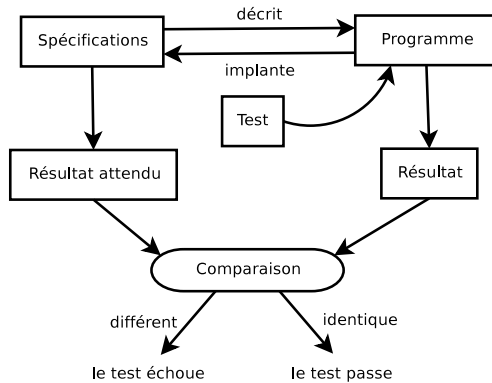 décrit
Spécifications
Programme
implante
Test
Résultat attendu
Résultat
Comparaison
différent
identique
le test échoue
le test passe